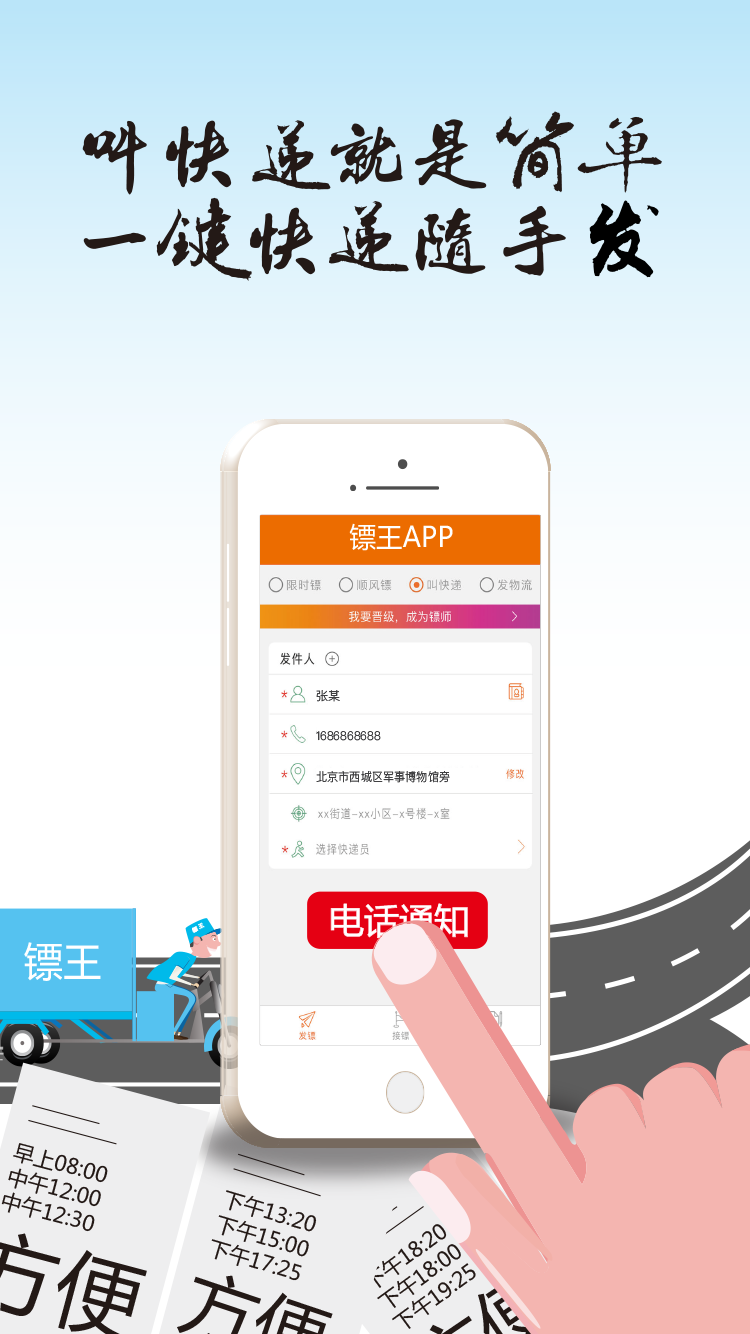 叫快递就是简单
一键快递隨手发
镖王APP
限时镖 顺风镖 叫快递 发物流
我要晋级，成为镖师
发件人
* 张某
* 1686868688
* 北京市西城区军事博物馆旁 修改
xx街道-xx小区-x号楼-x室
* 选择快递员
电话通知
镖王
发镖 接镖
早上08:00
中午12:00
中午12:30
方便
下午13:20
下午15:00
下午17:25
方便
下午18:20
下午18:00
下午19:25
方便